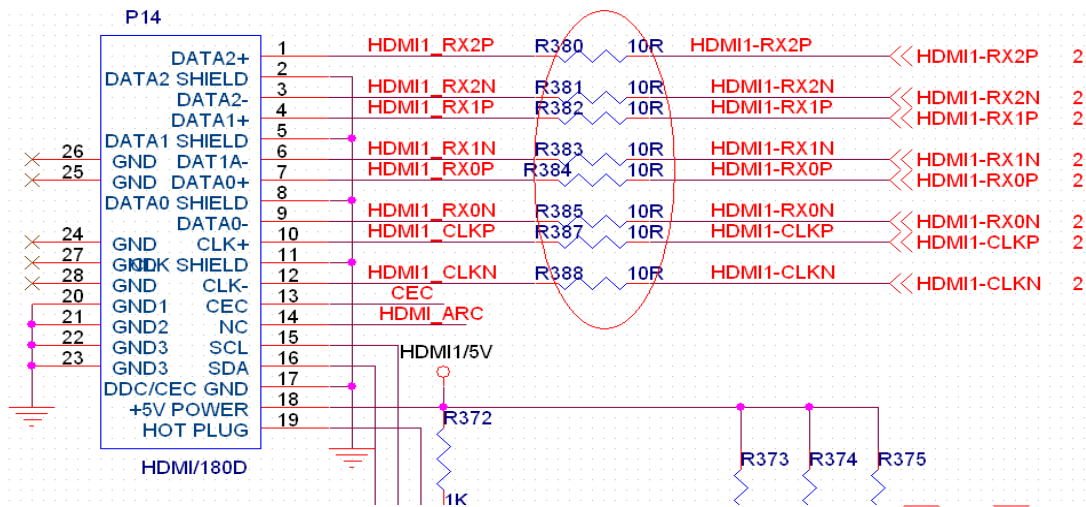 P14
DATA2+ 1 HDMI1_RX2P R380 10R HDMI1-RX2P HDMI1-RX2P 2
DATA2 SHIELD 2
DATA2- 3 HDMI1_RX2N R381 10R HDMI1-RX2N HDMI1-RX2N 2
DATA1+ 4 HDMI1_RX1P R382 10R HDMI1-RX1P HDMI1-RX1P 2
DATA1 SHIELD 5
26 GND DAT1A- 6 HDMI1_RX1N R383 10R HDMI1-RX1N HDMI1-RX1N 2
25 GND DATA0+ 7 HDMI1_RX0P R384 10R HDMI1-RX0P HDMI1-RX0P 2
DATA0 SHIELD 8
DATA0- 9 HDMI1_RX0N R385 10R HDMI1-RX0N HDMI1-RX0N 2
24 GND CLK+ 10 HDMI1_CLKP R387 10R HDMI1-CLKP HDMI1-CLKP 2
27 GND CLK SHIELD 11
28 GND CLK- 12 HDMI1_CLKN R388 10R HDMI1-CLKN HDMI1-CLKN 2
20 GND1 CEC 13 CEC
21 GND2 NC 14 HDMI_ARC
22 GND3 SCL 15
23 GND3 SDA 16
HDMI1/5V
DDC/CEC GND 17
+5V POWER 18
HOT PLUG 19
R372
HDMI/180D
R373 R374 R375
1K